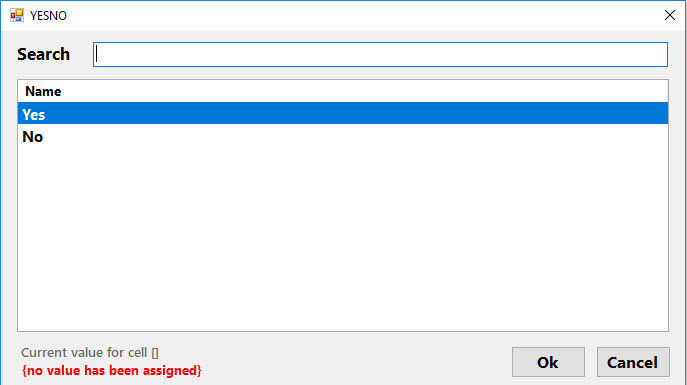 YESNO
Search
Name
Yes
No
Current value for cell []
{no value has been assigned}
Ok Cancel